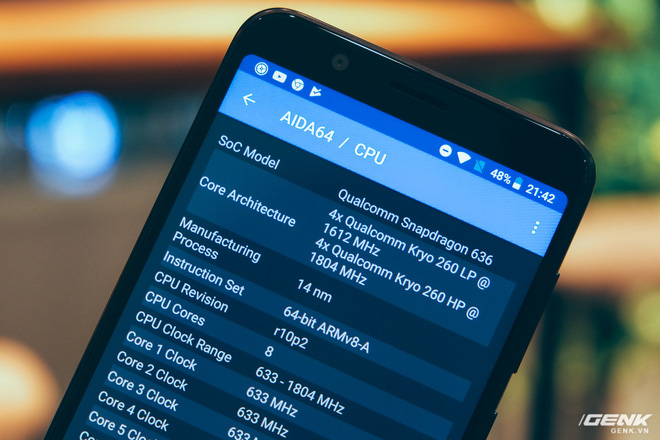 48% 21:42
AIDA64 / CPU
SoC Model Qualcomm Snapdragon 636
Core Architecture 4x Qualcomm Kryo 260 LP @
1612 MHz
4x Qualcomm Kryo 260 HP @
1804 MHz
Manufacturing
Process 14 nm
Instruction Set 64-bit ARMv8-A
CPU Revision r10p2
CPU Cores 8
CPU Clock Range 633 - 1804 MHz
Core 1 Clock 633 MHz
Core 2 Clock 633 MHz
Core 3 Clock 633 MHz
Core 4 Clock
Core 5 Clock
GENK
GENK.VN